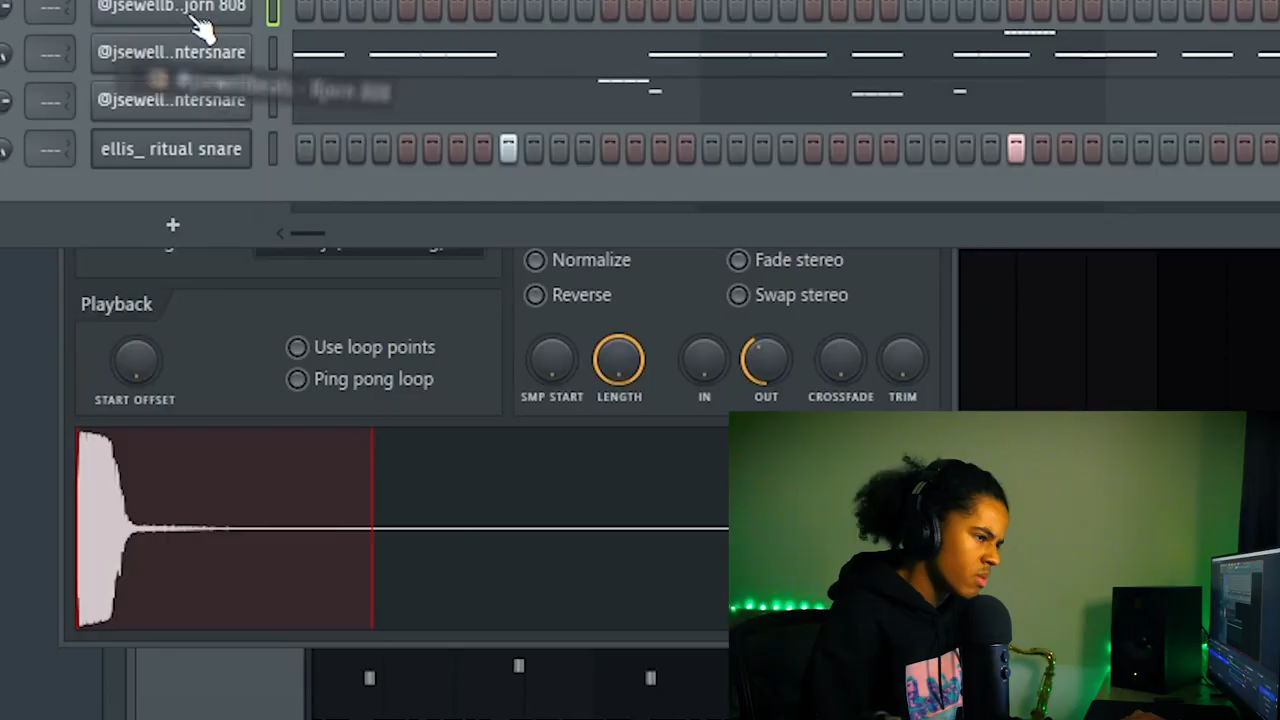 @jsewellb..jorn 808
@jsewell..ntersnare
@jsewell..ntersnare
ellis_ ritual snare
+
Normalize
Fade stereo
Reverse
Swap stereo
Playback
Use loop points
Ping pong loop
START OFFSET
SMP START
LENGTH
IN
OUT
CROSSFADE
TRIM